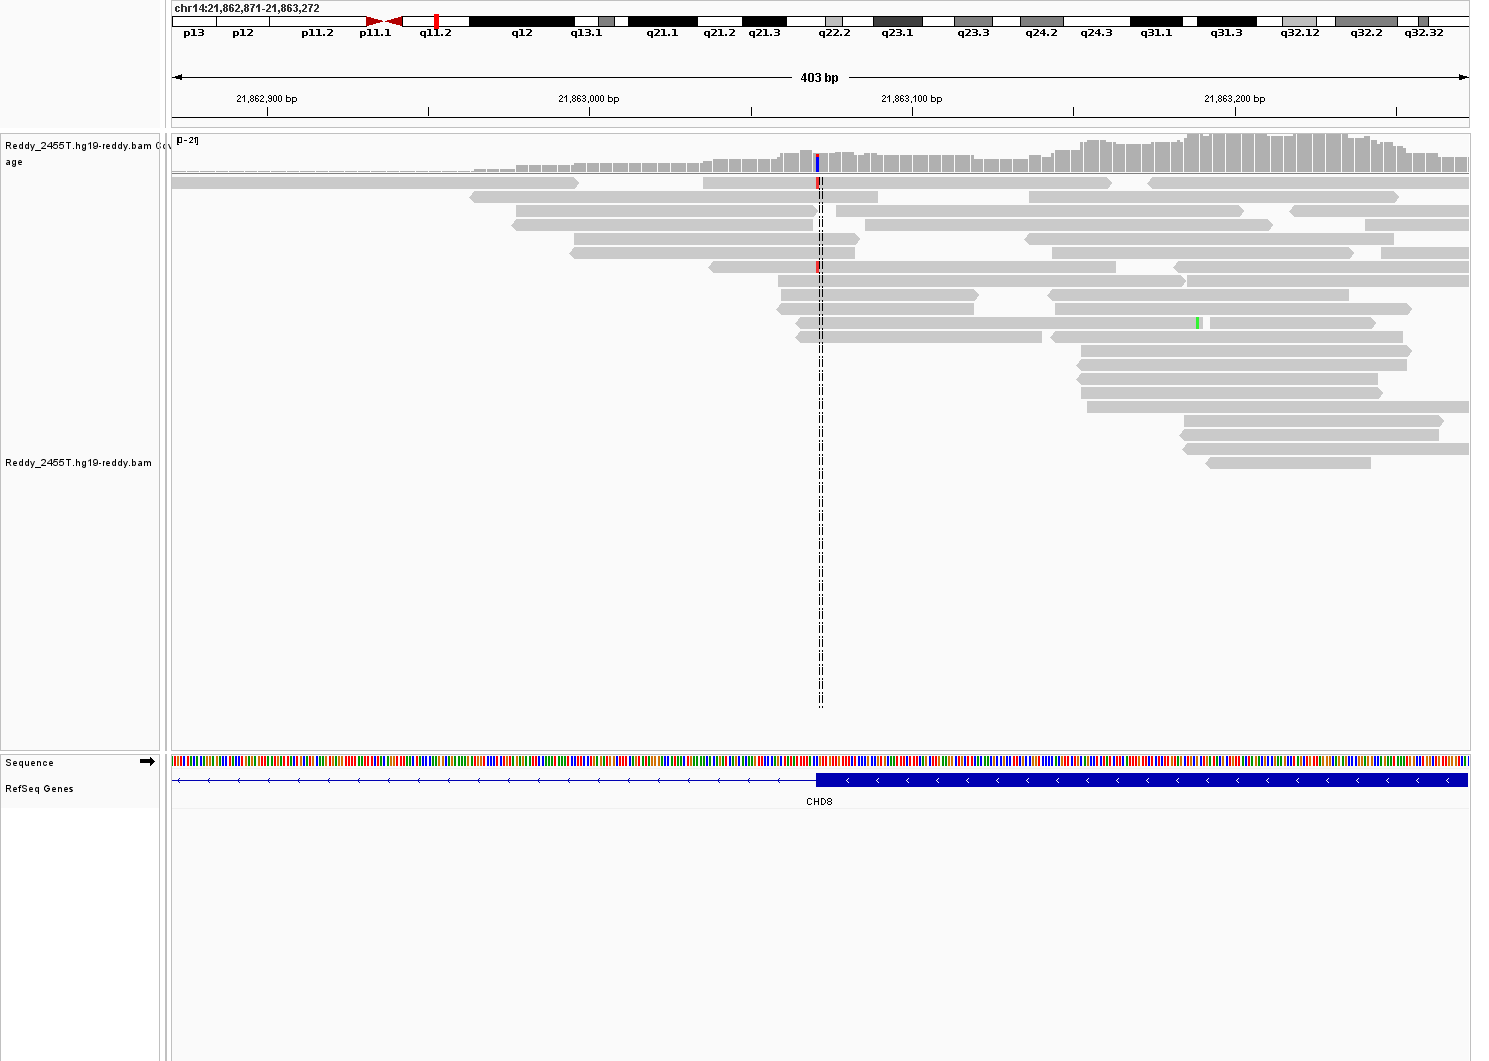 chr14:21,862,871-21,863,272
p13 p12 p11.2 p11.1 q11.2 q12 q13.1 q21.1 q21.2 q21.3 q22.2 q23.1 q23.3 q24.2 q24.3 q31.1 q31.3 q32.12 q32.2 q32.32
403 bp
21,862,900 bp 21,863,000 bp 21,863,100 bp 21,863,200 bp
[0-21]
Reddy_2455T.hg19-reddy.bam Cov
age
Reddy_2455T.hg19-reddy.bam
Sequence
RefSeq Genes
CHD8